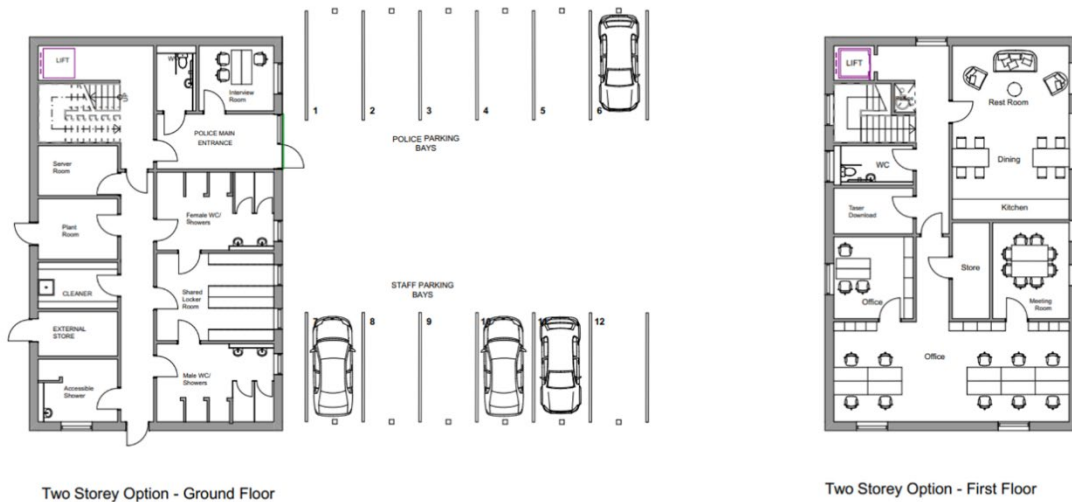 LIFT
W
Interview
Room
1
2
3
4
5
6
POLICE MAIN
ENTRANCE
POLICE PARKING
BAYS
Server
Room
Female WC/
Showers
Plant
Room
CLEANER
Shared
Locker
Room
STAFF PARKING
BAYS
EXTERNAL
STORE
8
9
10
11
12
Accessible
Shower
Male WC/
Showers
Two Storey Option - Ground Floor
LIFT
Rest Room
WC
Dining
Taser
Download
Kitchen
Store
Office
Meeting
Room
Office
Two Storey Option - First Floor